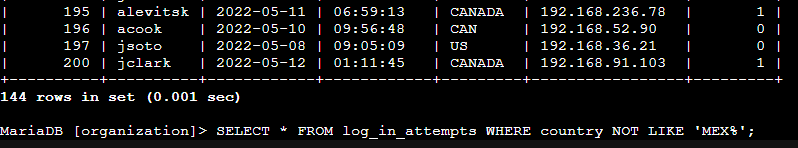 195 | alevitsk | 2022-05-11 | 06:59:13 | CANADA | 192.168.236.78 | 1 |
196 | acook | 2022-05-10 | 09:56:48 | CAN | 192.168.52.90 | 0 |
197 | jsoto | 2022-05-08 | 09:05:09 | US | 192.168.36.21 | 0 |
200 | jclark | 2022-05-12 | 01:11:45 | CANADA | 192.168.91.103 | 1 |
144 rows in set (0.001 sec)
MariaDB [organization]> SELECT * FROM log_in_attempts WHERE country NOT LIKE 'MEX%';